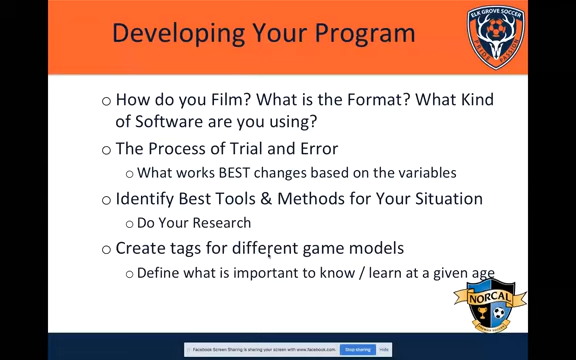 Developing Your Program
ELK GROVE SOCCER
PRIDE PASSION
o How do you Film? What is the Format? What Kind
of Software are you using?
o The Process of Trial and Error
o What works BEST changes based on the variables
o Identify Best Tools & Methods for Your Situation
o Do Your Research
o Create tags for different game models
o Define what is important to know / learn at a given age
NORCAL
Facebook Screen Sharing is sharing your screen with www.facebook.com.
Stop sharing
Hide